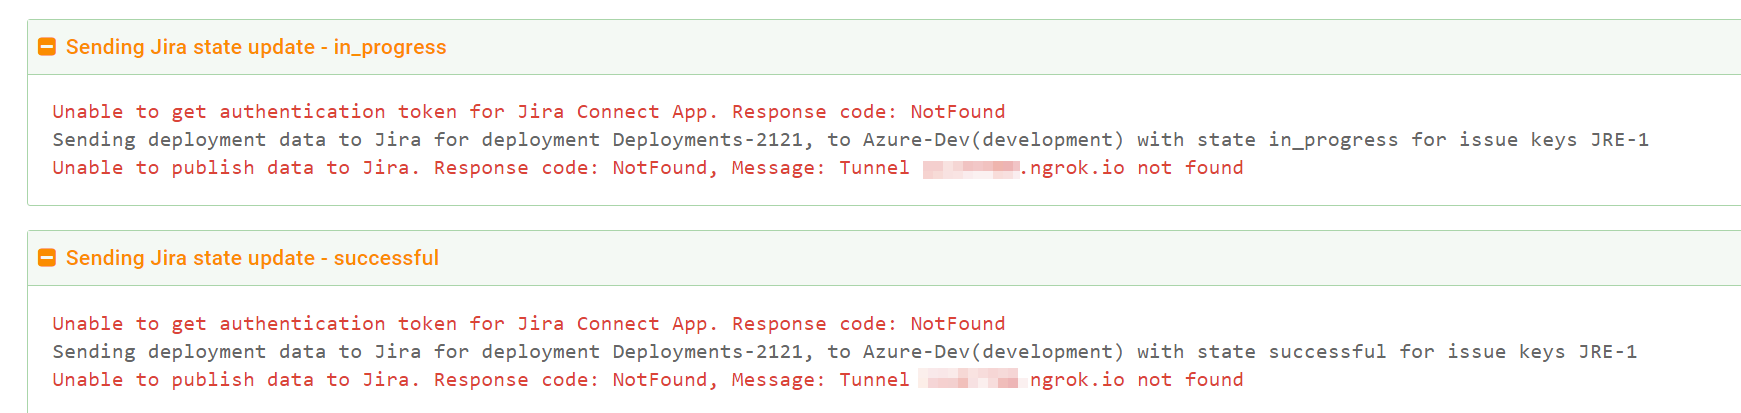 Sending Jira state update - in_progress
Unable to get authentication token for Jira Connect App. Response code: NotFound
Sending deployment data to Jira for deployment Deployments-2121, to Azure-Dev(development) with state in_progress for issue keys JRE-1
Unable to publish data to Jira. Response code: NotFound, Message: Tunnel .ngrok.io not found
Sending Jira state update - successful
Unable to get authentication token for Jira Connect App. Response code: NotFound
Sending deployment data to Jira for deployment Deployments-2121, to Azure-Dev(development) with state successful for issue keys JRE-1
Unable to publish data to Jira. Response code: NotFound, Message: Tunnel ngrok.io not found